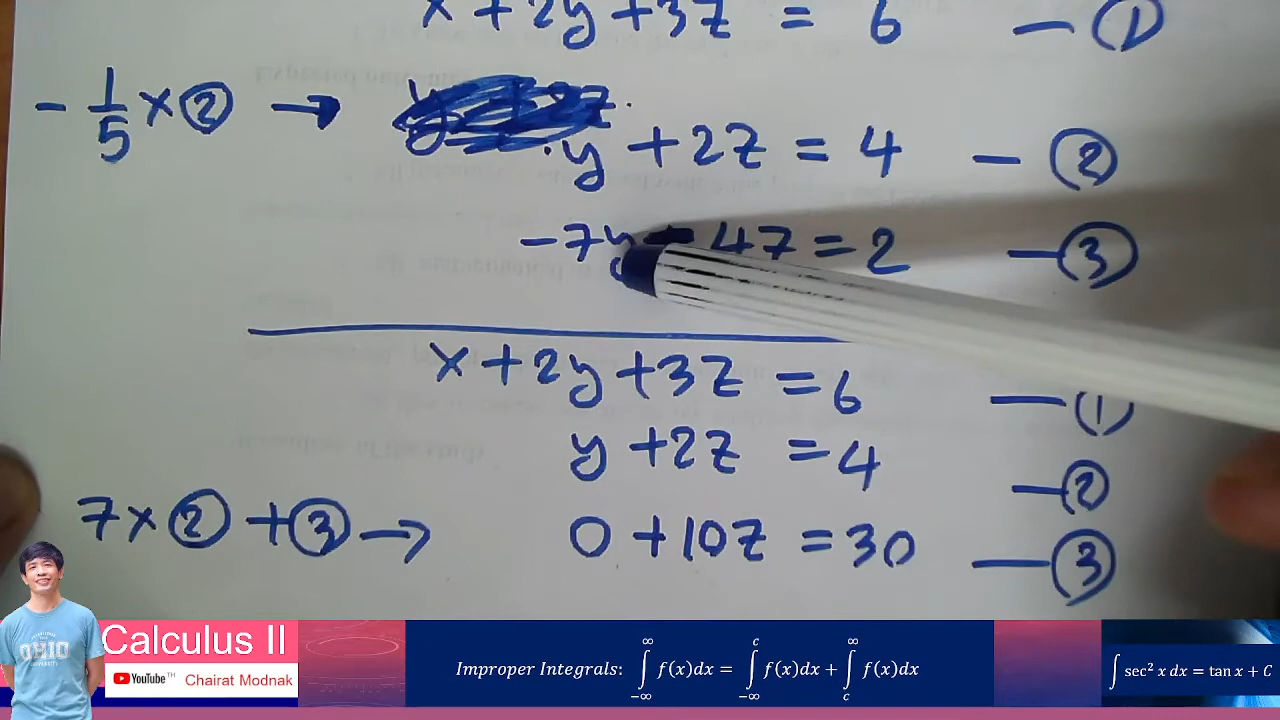 x + 2y + 3z = 6 — ①
- 1/5 × ② →
y + 2z = 4 — ②
-7y - 4z = 2 — ③
x + 2y + 3z = 6 — ①
y + 2z = 4 — ②
7 × ② + ③ → 0 + 10z = 30 — ③
OHIO
Calculus II
YouTube TH Chairat Modnak
Improper Integrals: ∫_{-∞}^{∞} f(x)dx = ∫_{-∞}^{c} f(x)dx + ∫_{c}^{∞} f(x)dx
∫ sec² x dx = tan x + C